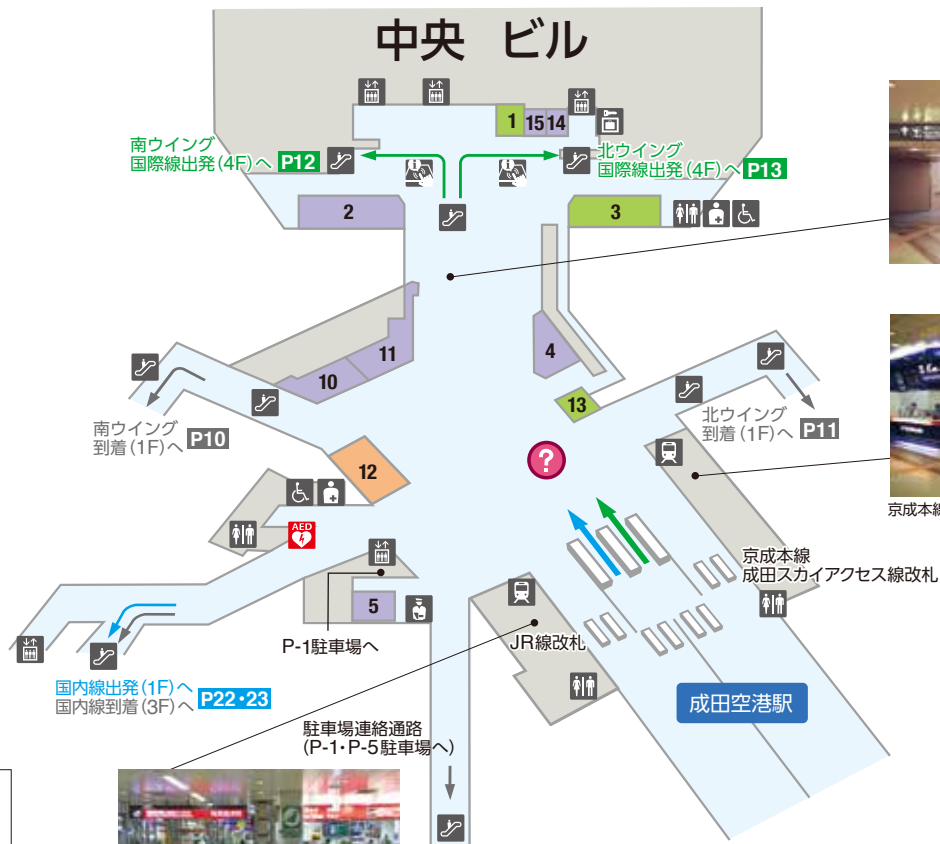 中央 ビル
1
15
14
南ウイング
国際線出発(4F)へ P12
北ウイング
国際線出発(4F)へ P13
2
3
11
10
4
13
南ウイング
到着(1F)へ P10
北ウイング
到着(1F)へ P11
12
?
AED
京成本線
京成本線
成田スカイアクセス線改札
5
P-1駐車場へ
JR線改札
国内線出発(1F)へ
国内線到着(3F)へ P22・23
成田空港駅
駐車場連絡通路
(P-1・P-5駐車場へ)